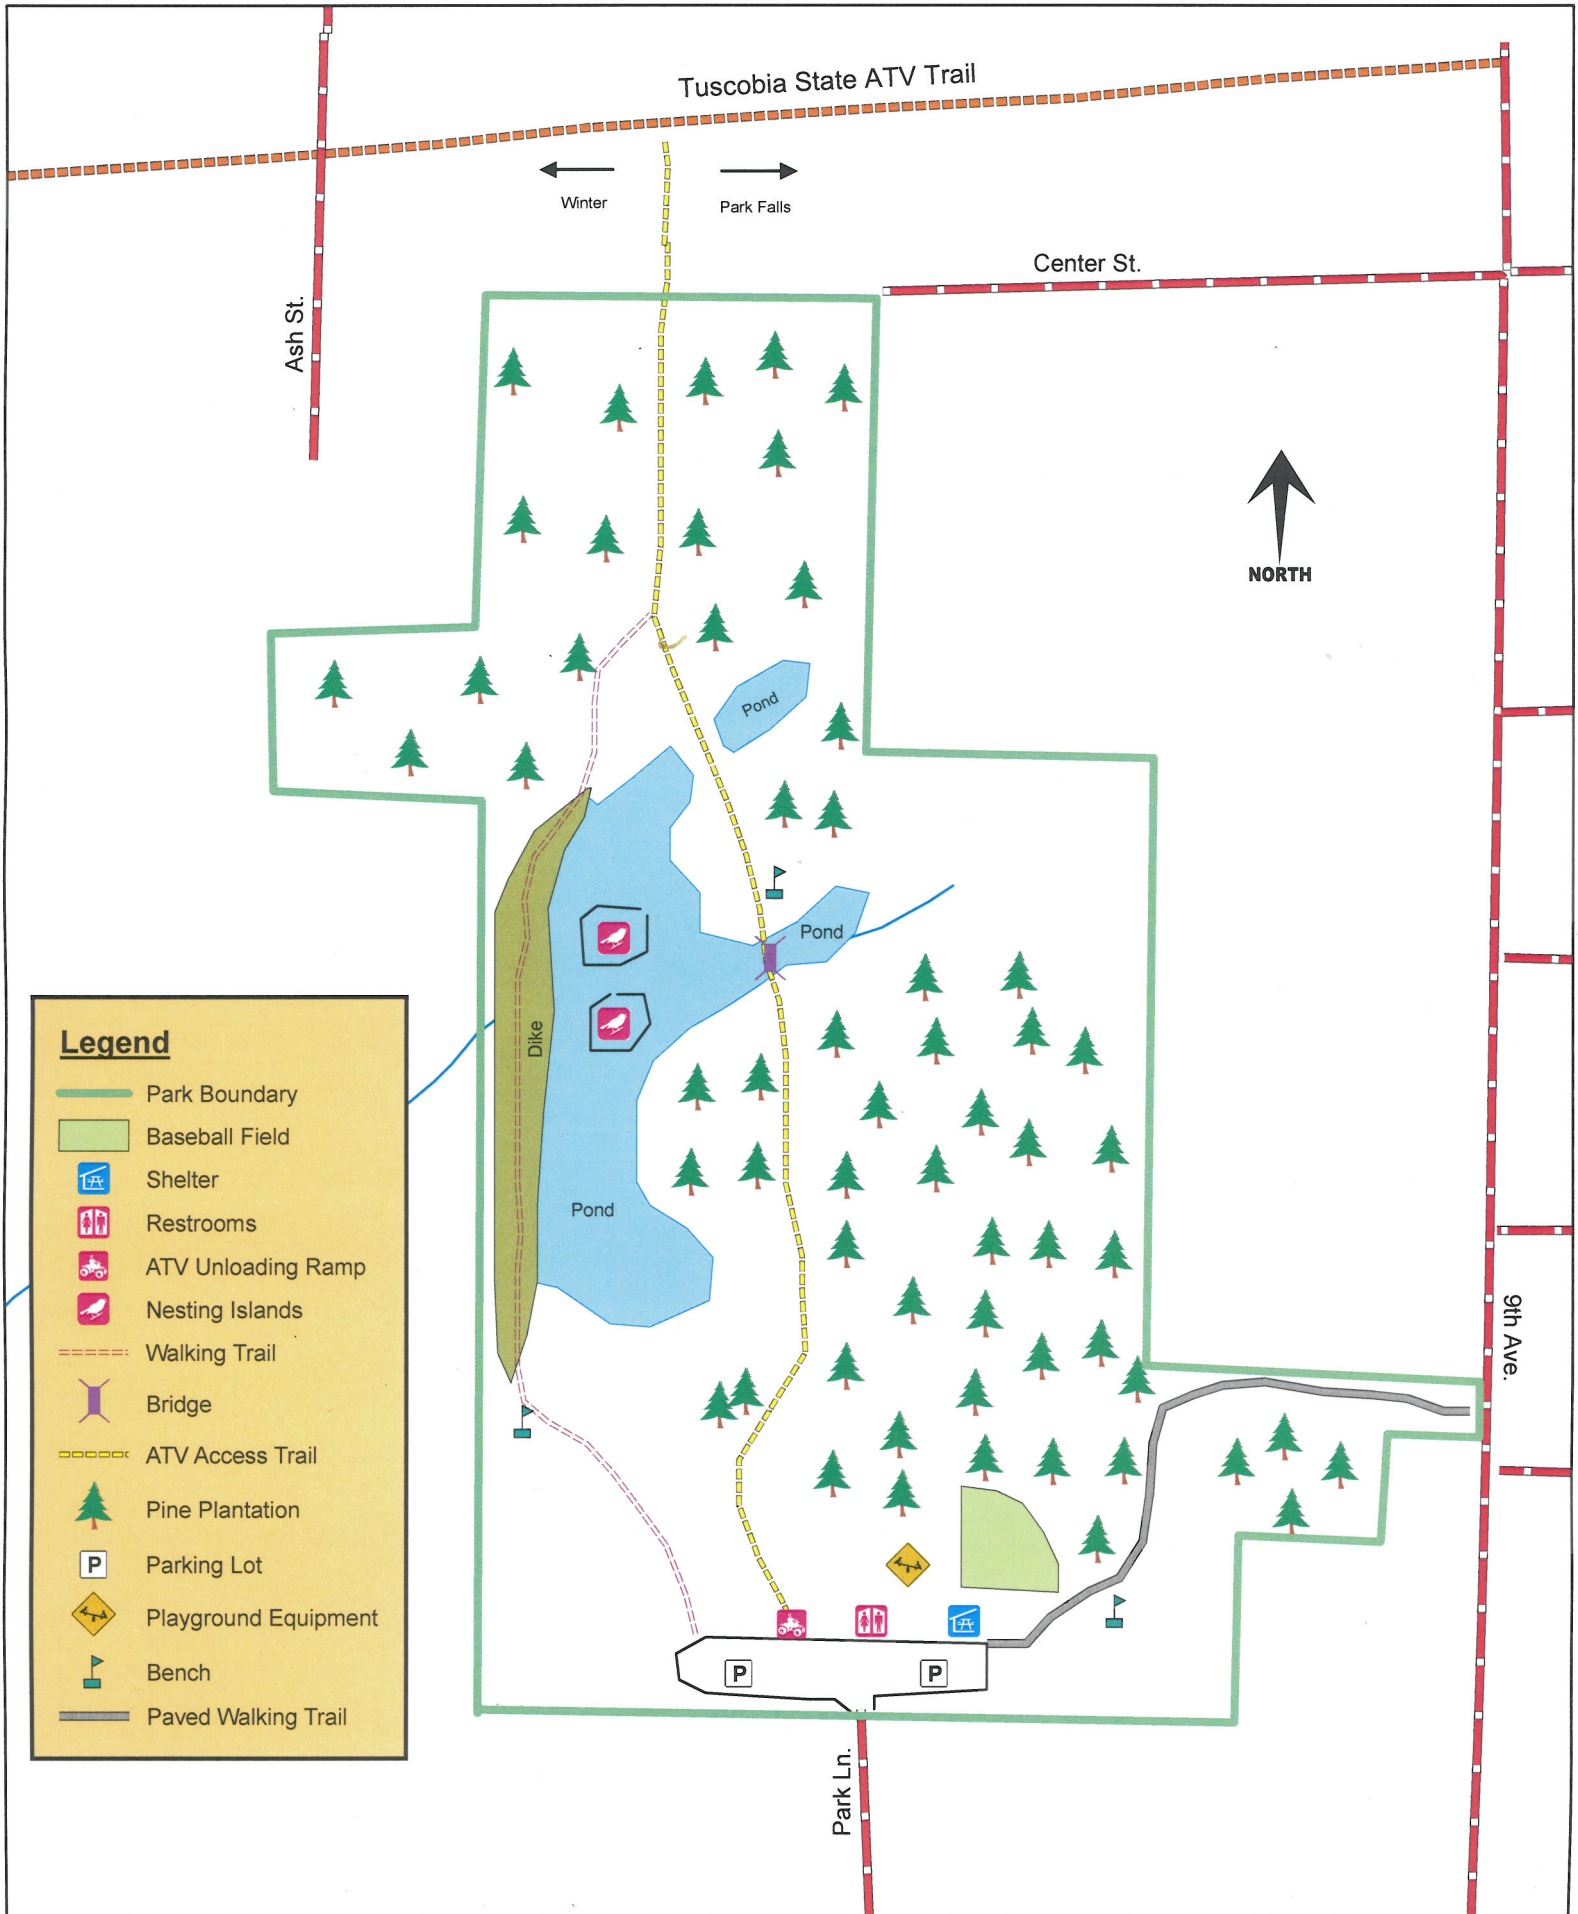 Tuscobia State ATV Trail
Winter
Park Falls
Center St.
Ash St.
NORTH
Pond
Pond
Dike
Pond
9th Ave.
Legend
Park Boundary
Baseball Field
Shelter
Restrooms
ATV Unloading Ramp
Nesting Islands
Walking Trail
Bridge
ATV Access Trail
Pine Plantation
P Parking Lot
Playground Equipment
Bench
Paved Walking Trail
P
P
Park Ln.